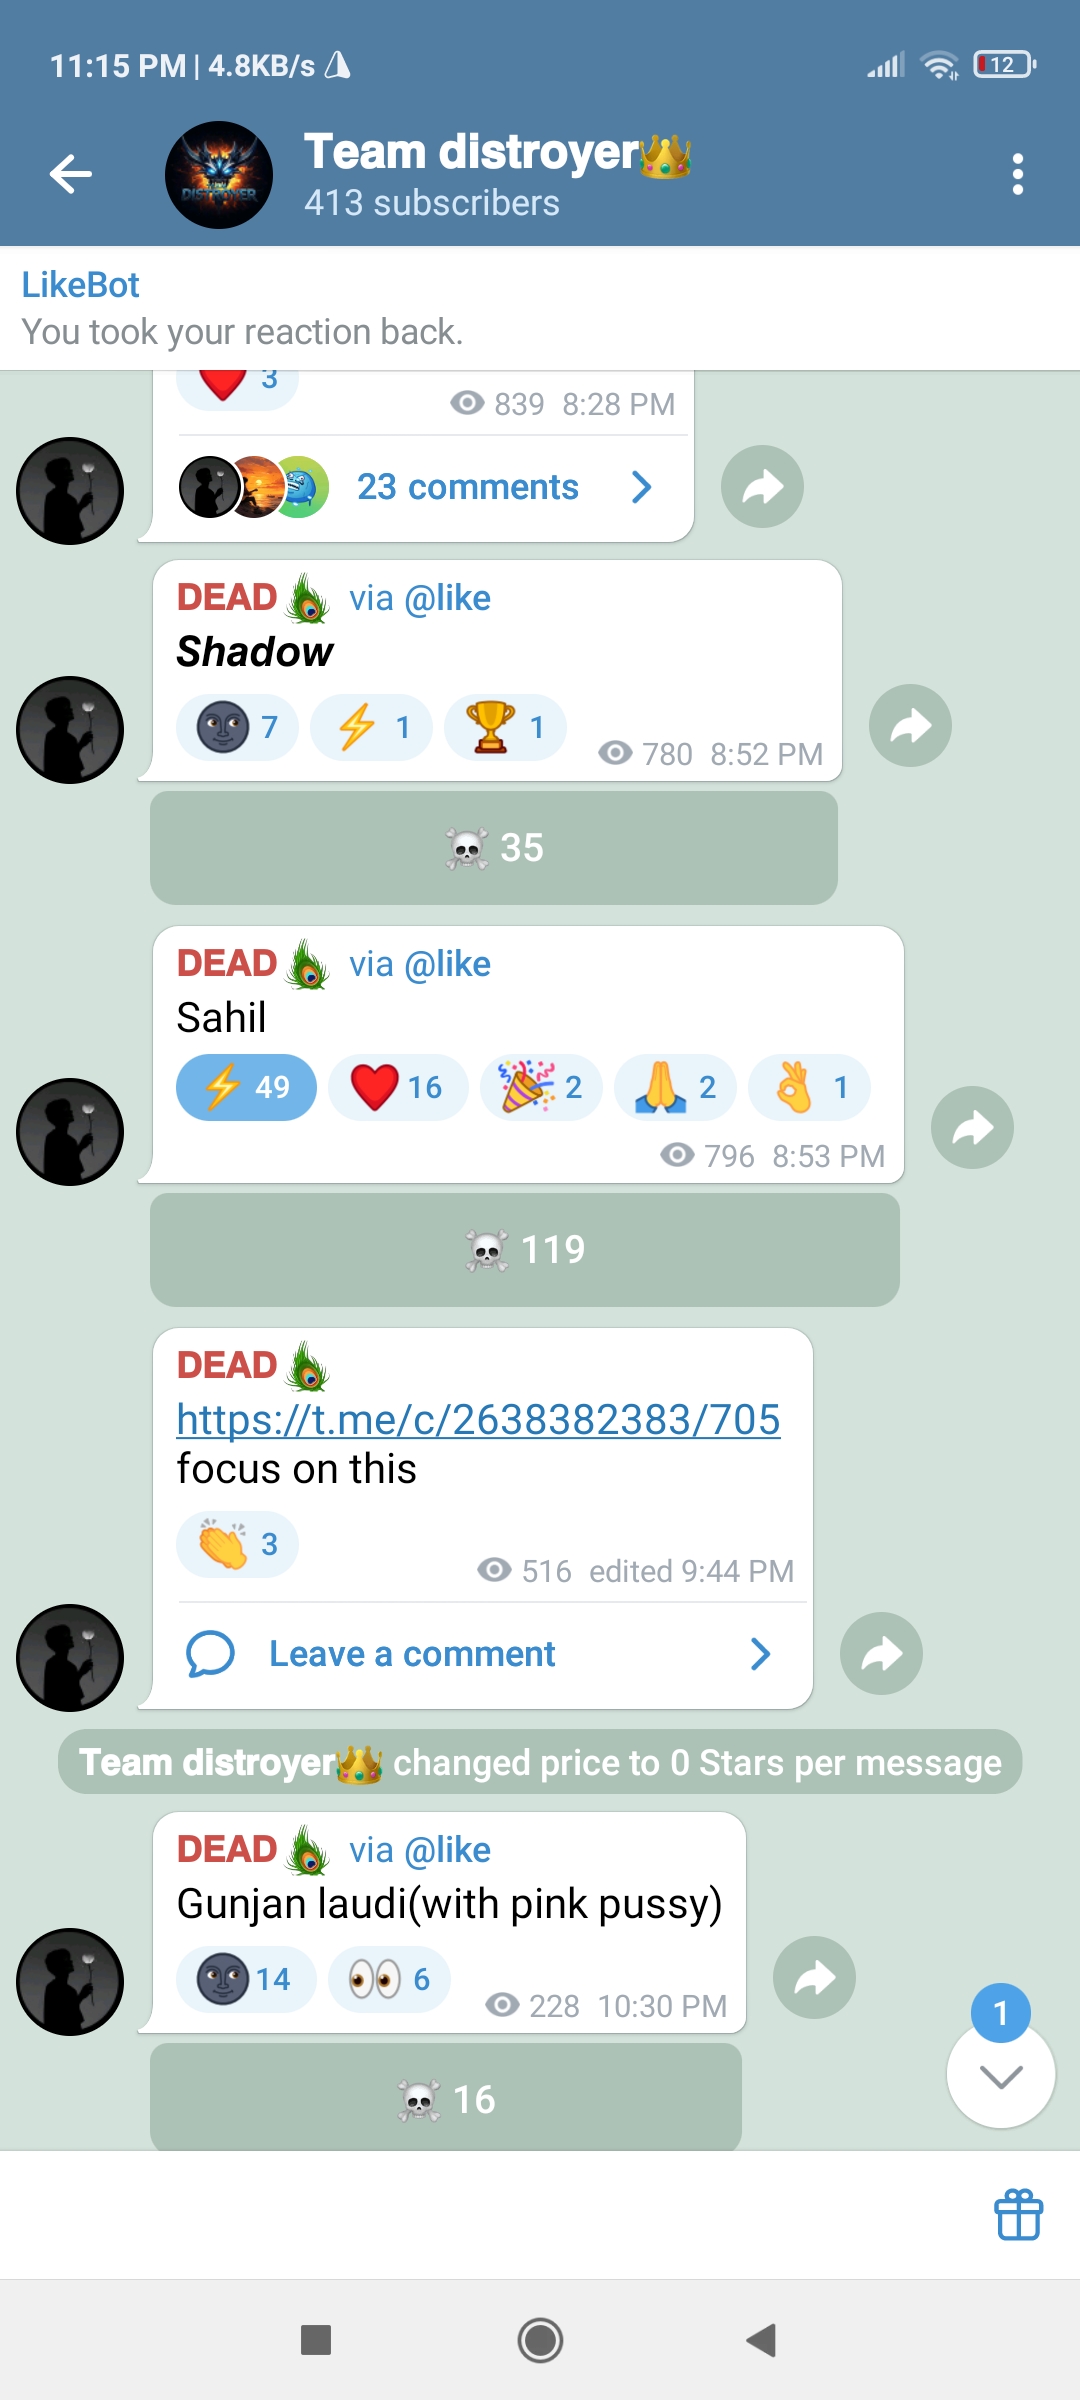 11:15 PM | 4.8KB/s
12
Team distroyer👑
413 subscribers
LikeBot
You took your reaction back.
❤️ 3
839 8:28 PM
23 comments
DEAD🦚 via @like
Shadow
🌚 7 ⚡ 1 🏆 1
780 8:52 PM
☠️ 35
DEAD🦚 via @like
Sahil
⚡ 49 ❤️ 16 🎉 2 🙏 2 👌 1
796 8:53 PM
☠️ 119
DEAD🦚
https://t.me/c/2638382383/705
focus on this
👏 3
516 edited 9:44 PM
Leave a comment
Team distroyer👑 changed price to 0 Stars per message
DEAD🦚 via @like
Gunjan laudi(with pink pussy)
🌚 14 👀 6
228 10:30 PM
1
☠️ 16